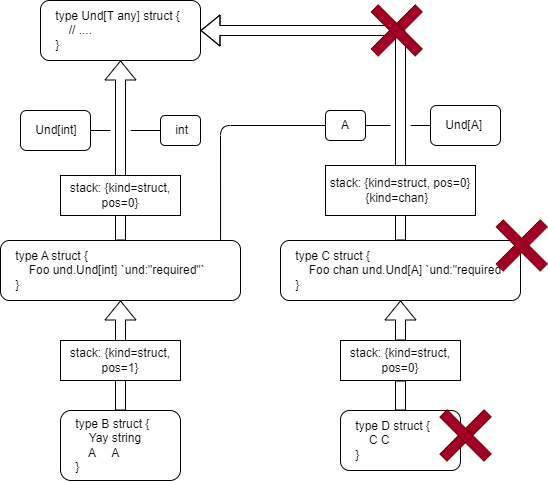 type Und[T any] struct {
// ....
}
Und[int]
int
A
Und[A]
stack: {kind=struct,
pos=0}
stack: {kind=struct, pos=0}
{kind=chan}
type A struct {
Foo und.Und[int] `und:"required"`
}
type C struct {
Foo chan und.Und[A] `und:"required
}
stack: {kind=struct,
pos=1}
stack: {kind=struct,
pos=0}
type B struct {
Yay string
A A
}
type D struct {
C C
}